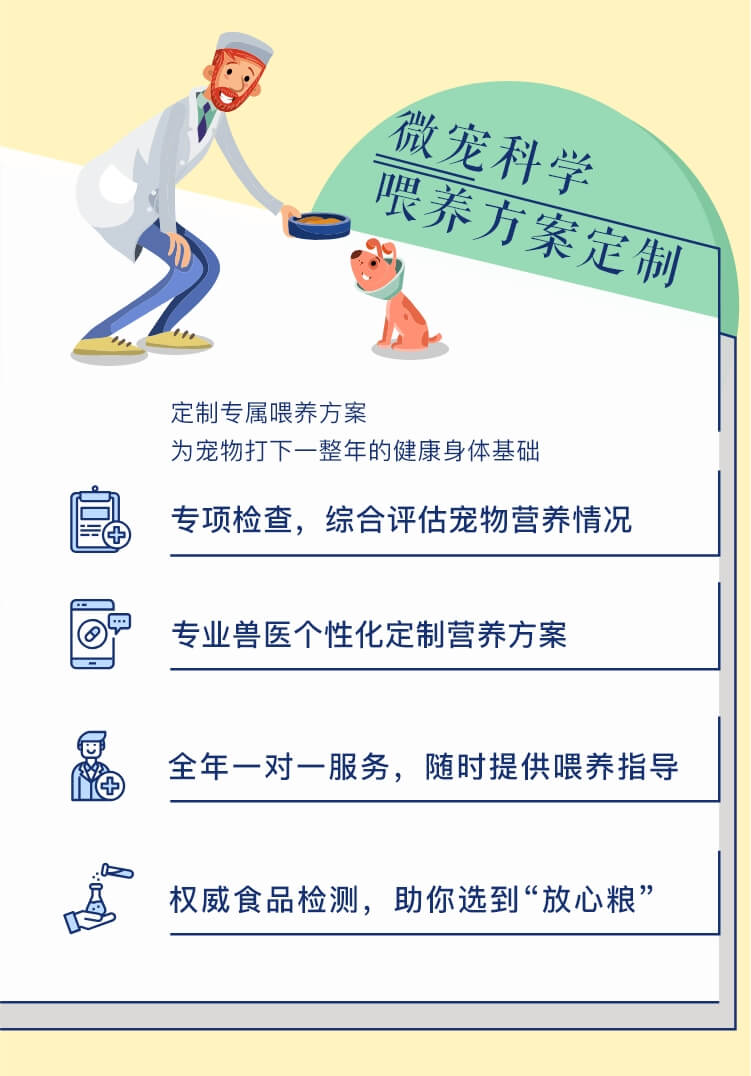 微宠科学
喂养方案定制
定制专属喂养方案
为宠物打下一整年的健康身体基础
专项检查，综合评估宠物营养情况
专业兽医个性化定制营养方案
全年一对一服务，随时提供喂养指导
权威食品检测，助你选到“放心粮”